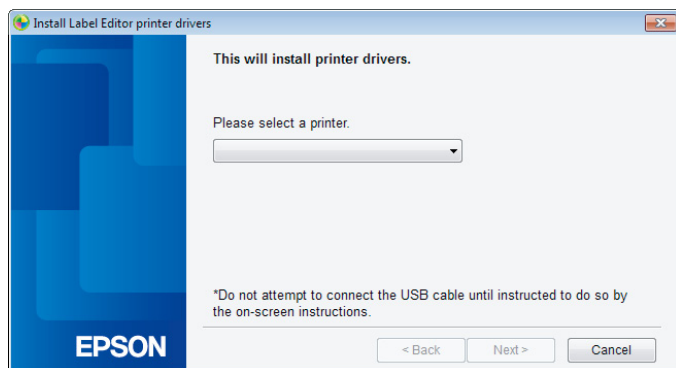 Install Label Editor printer drivers
This will install printer drivers.
Please select a printer.
*Do not attempt to connect the USB cable until instructed to do so by
the on-screen instructions.
EPSON
< Back
Next >
Cancel